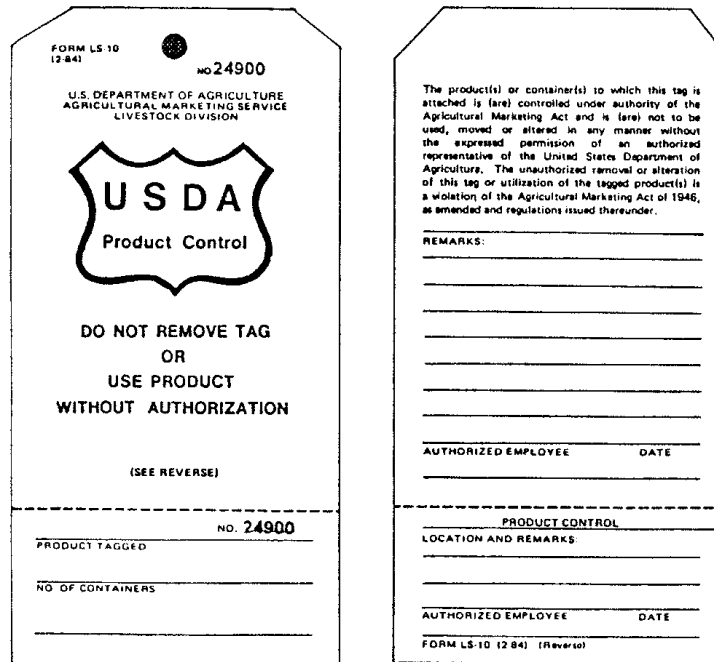 FORM LS-10
(2-84)
NO 24900
U.S. DEPARTMENT OF AGRICULTURE
AGRICULTURAL MARKETING SERVICE
LIVESTOCK DIVISION
USDA
Product Control
DO NOT REMOVE TAG
OR
USE PRODUCT
WITHOUT AUTHORIZATION
(SEE REVERSE)
NO. 24900
PRODUCT TAGGED
NO OF CONTAINERS
The product(s) or container(s) to which this tag is
attached is (are) controlled under authority of the
Agricultural Marketing Act and is (are) not to be
used, moved or altered in any manner without
the expressed permission of an authorized
representative of the United States Department of
Agriculture. The unauthorized removal or alteration
of this tag or utilization of the tagged product(s) is
a violation of the Agricultural Marketing Act of 1946,
as amended and regulations issued thereunder.
REMARKS:
AUTHORIZED EMPLOYEE DATE
PRODUCT CONTROL
LOCATION AND REMARKS:
AUTHORIZED EMPLOYEE DATE
FORM LS-10 (2 84) (Reverse)